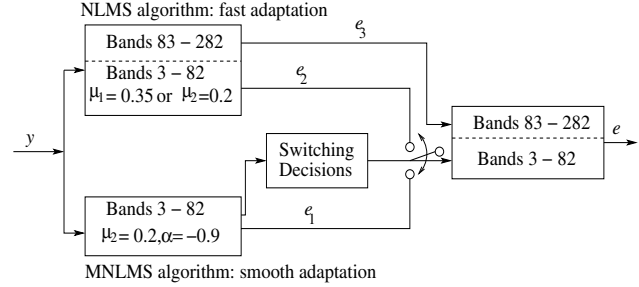 NLMS algorithm: fast adaptation
Bands 83 − 282
Bands 3 − 82
μ1 = 0.35 or μ2=0.2
e3
e2
y
Switching
Decisions
Bands 83 − 282
Bands 3 − 82
e
Bands 3 − 82
μ2 = 0.2,α= −0.9
e1
MNLMS algorithm: smooth adaptation